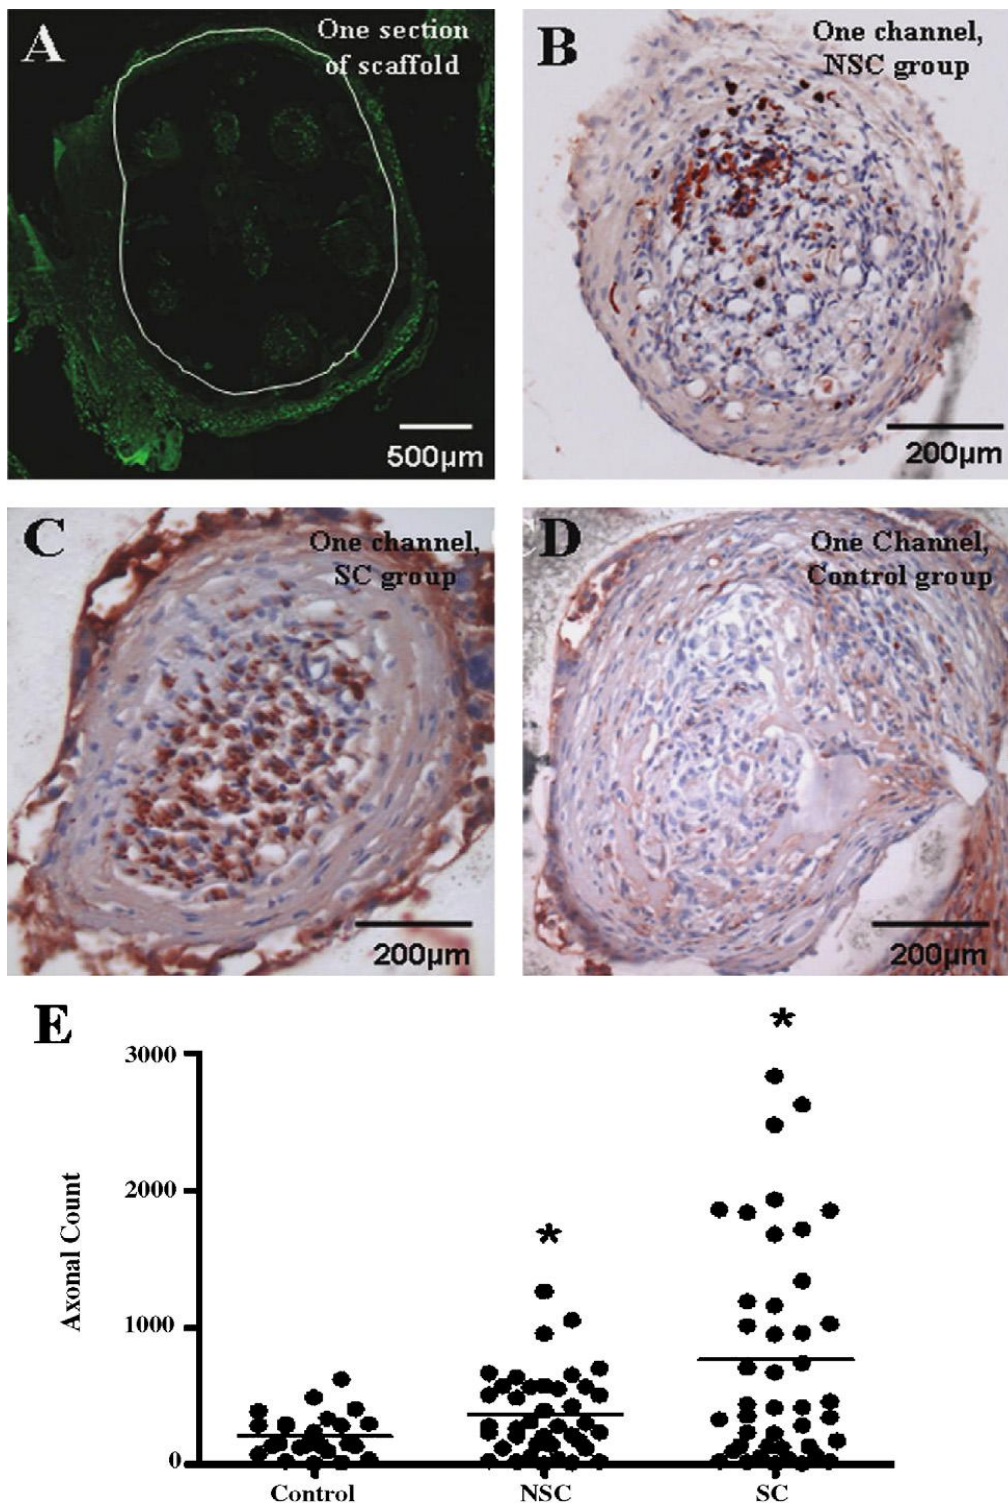 A
One section
of scaffold
500µm
B
One channel,
NSC group
200µm
C
One channel,
SC group
200µm
D
One Channel,
Control group
200µm
E
*
*
3000
2000
1000
0
Axonal Count
Control
NSC
SC